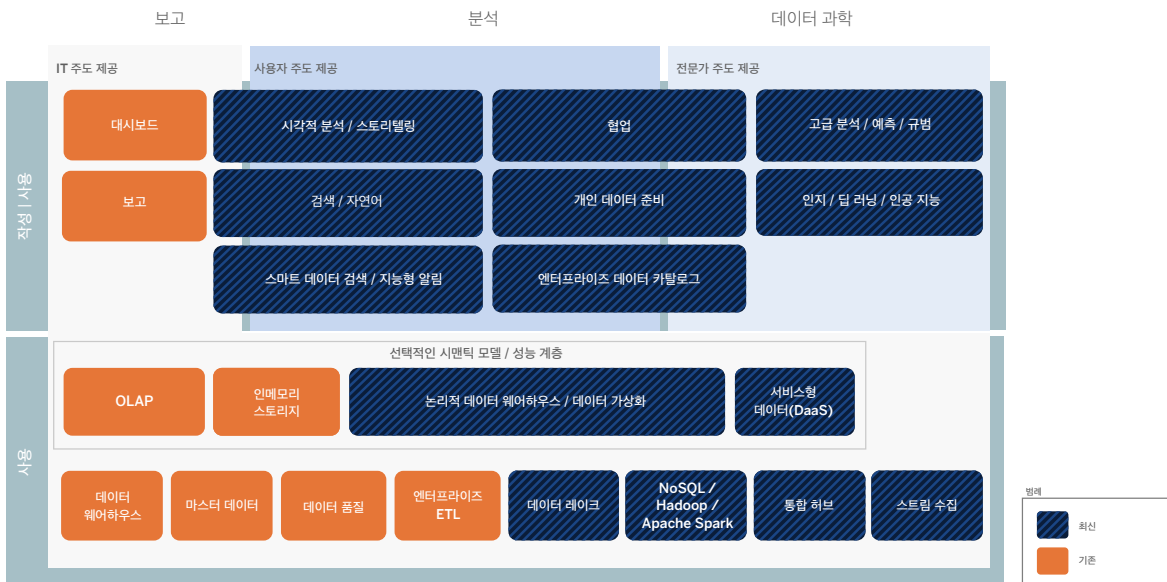 보고
분석
데이터 과학
IT 주도 제공
사용자 주도 제공
전문가 주도 제공
작성 | 사용
대시보드
시각적 분석 / 스토리텔링
협업
고급 분석 / 예측 / 규범
보고
검색 / 자연어
개인 데이터 준비
인지 / 딥 러닝 / 인공 지능
스마트 데이터 검색 / 지능형 알림
엔터프라이즈 데이터 카탈로그
사용
선택적인 시맨틱 모델 / 성능 계층
OLAP
인메모리
스토리지
논리적 데이터 웨어하우스 / 데이터 가상화
서비스형
데이터(DaaS)
데이터
웨어하우스
마스터 데이터
데이터 품질
엔터프라이즈
ETL
데이터 레이크
NoSQL /
Hadoop /
Apache Spark
통합 허브
스트림 수집
범례
최신
기존